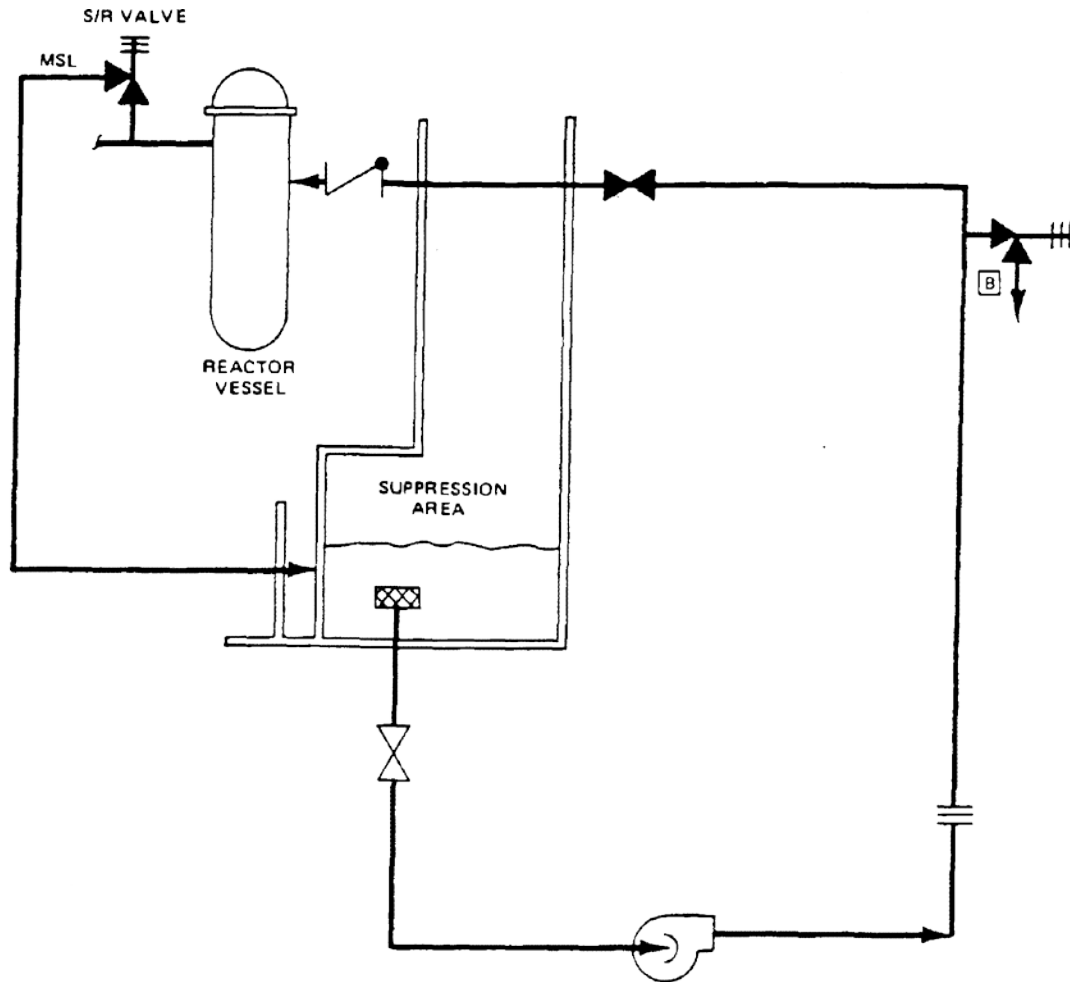 S/R VALVE
MSL
B
REACTOR
VESSEL
SUPPRESSION
AREA